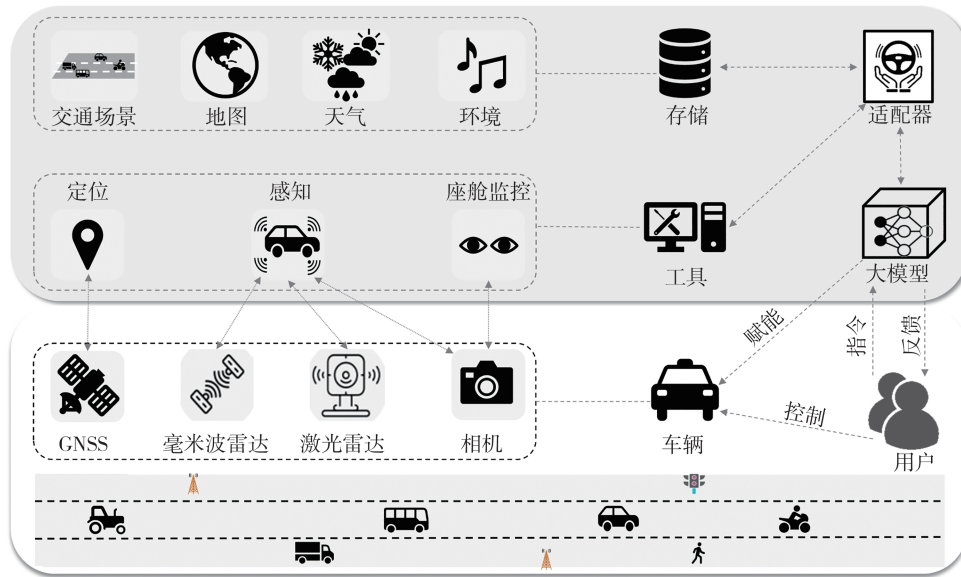 交通场景 地图 天气 环境 存储 适配器
定位 感知 座舱监控
工具 大模型
赋能 指令 反馈
控制
GNSS 毫米波雷达 激光雷达 相机 车辆 用户